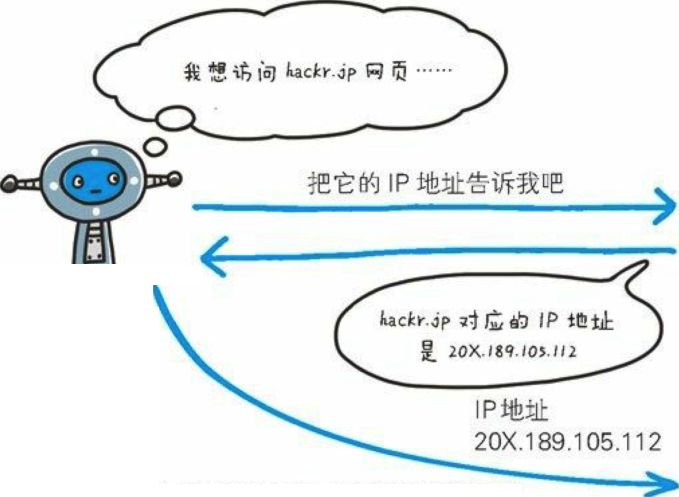 我想访问 hackr.jp 网页……
把它的 IP 地址告诉我吧
hackr.jp 对应的 IP 地址
是 20X.189.105.112
IP 地址
20X.189.105.112